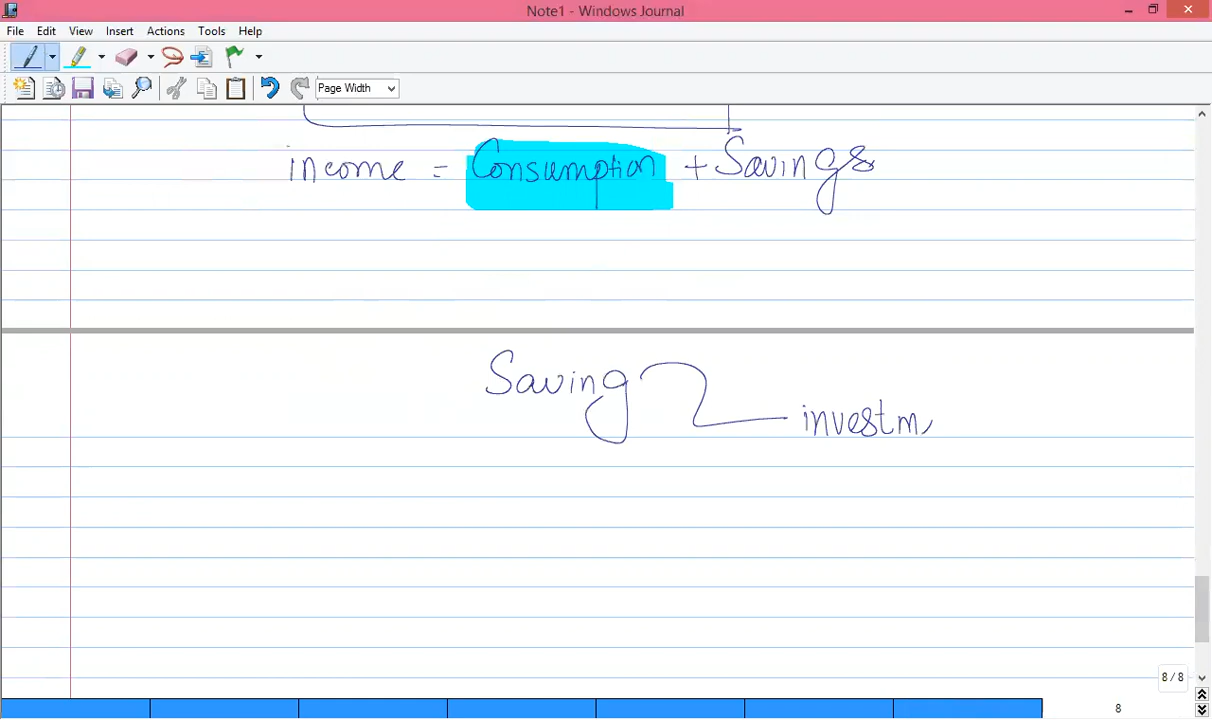 Note1 - Windows Journal
File Edit View Insert Actions Tools Help
Page Width
income = Consumption + Savings
Saving
investm
8 / 8
8